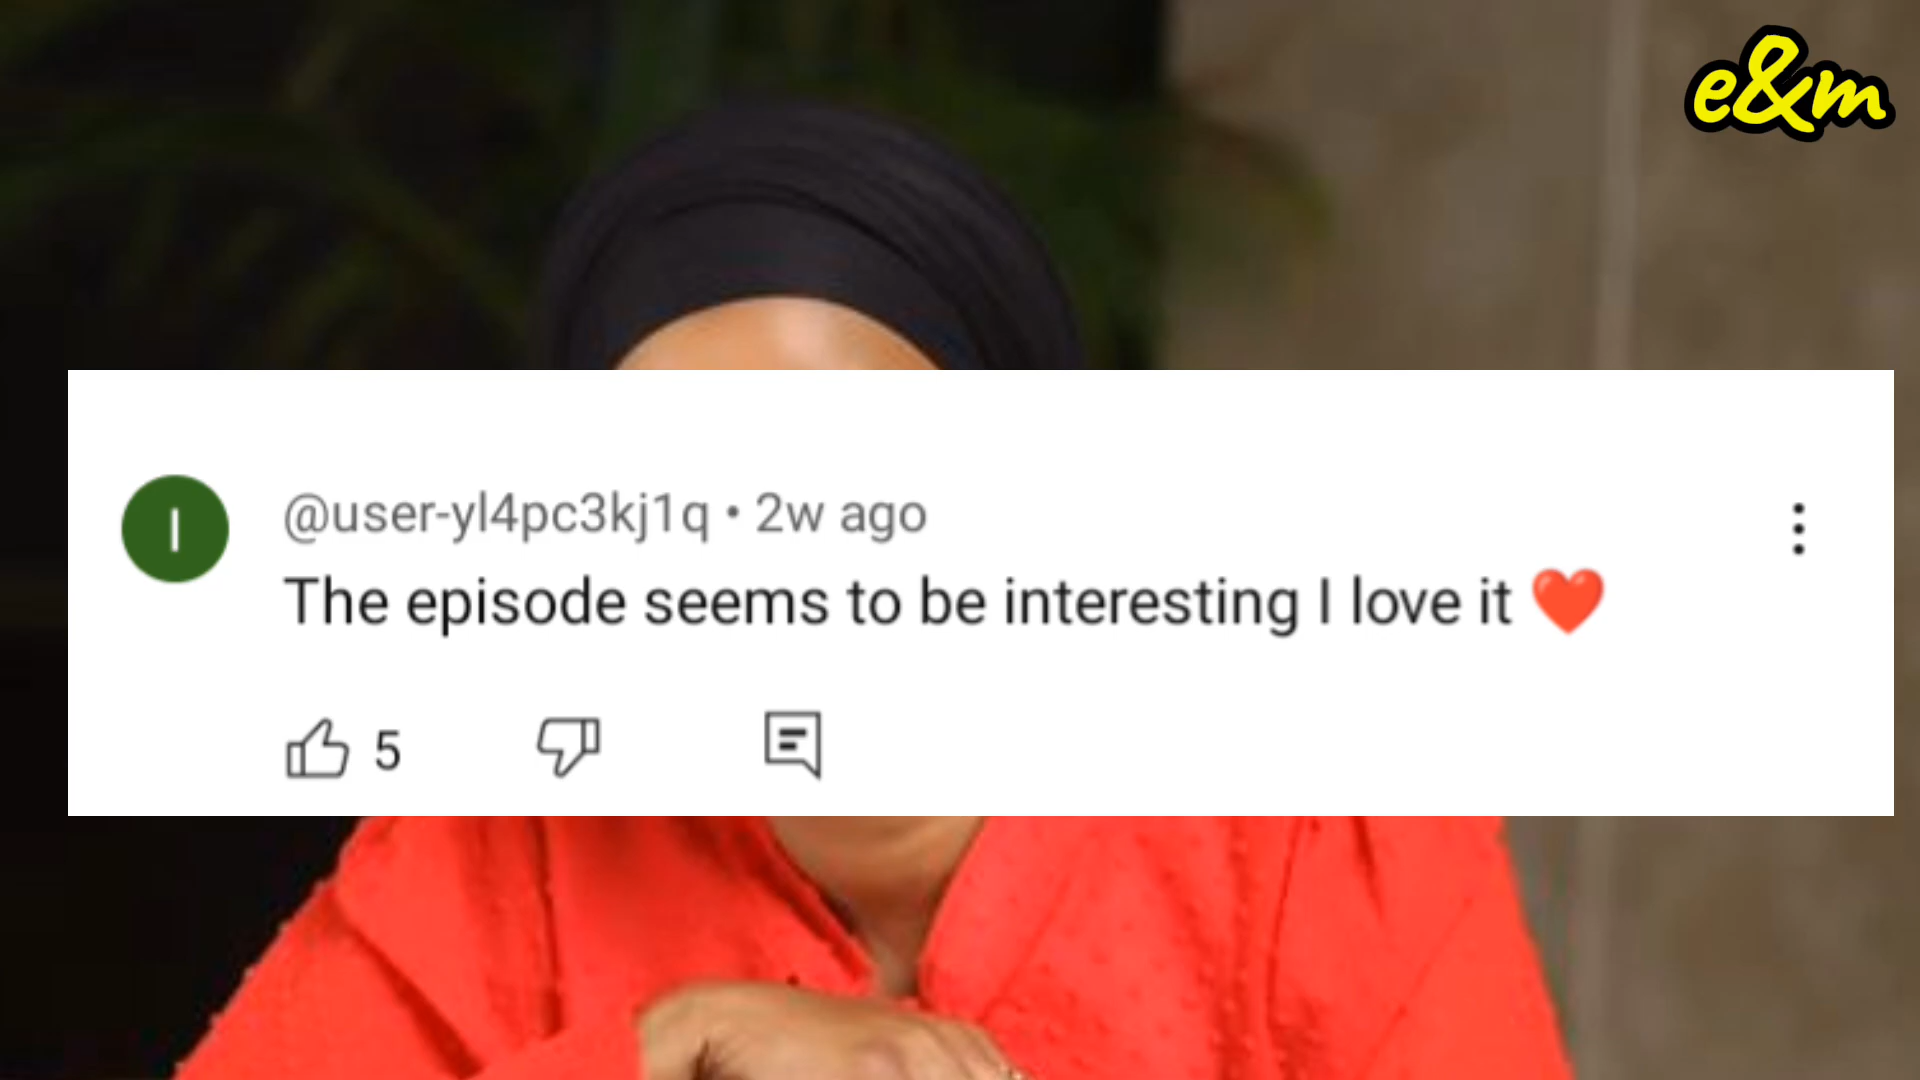 e&m
@user-yl4pc3kj1q • 2w ago
The episode seems to be interesting I love it ❤️
5